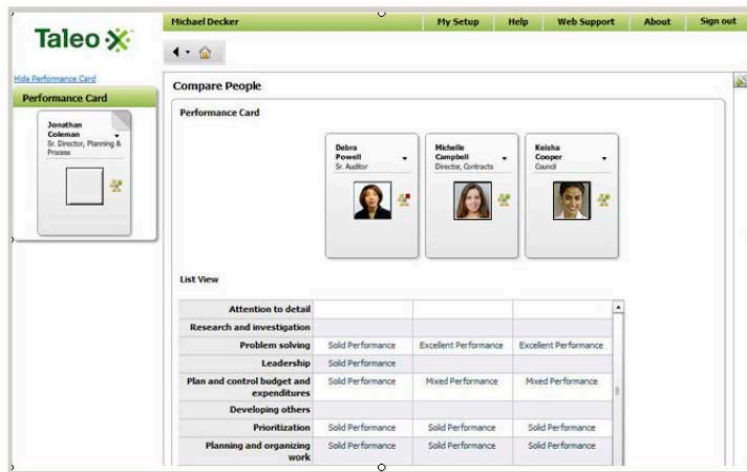 Taleo
Michael Decker My Setup Help Web Support About Sign out
Hide Performance Card
Performance Card
Jonathan
Coleman
Sr. Director, Planning &
Process
Compare People
Performance Card
Debra
Powell
Sr. Auditor
Michelle
Campbell
Director, Contracts
Keisha
Cooper
Council
List View
Attention to detail
Research and investigation
Problem solving Solid Performance Excellent Performance Excellent Performance
Leadership Solid Performance
Plan and control budget and Solid Performance Mixed Performance Mixed Performance
expenditures
Developing others
Prioritization Solid Performance Solid Performance Solid Performance
Planning and organizing Solid Performance Solid Performance Solid Performance
work